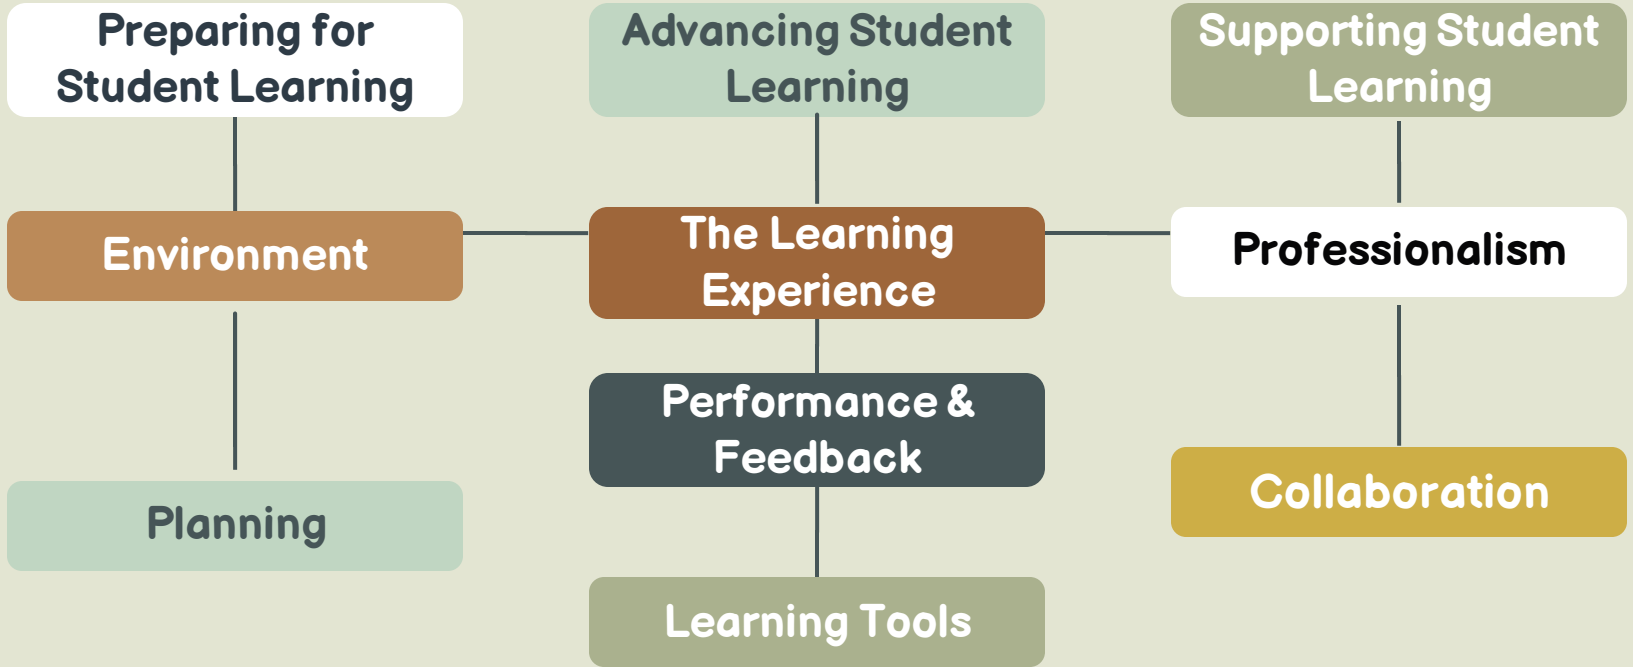 Preparing for
Student Learning
Advancing Student
Learning
Supporting Student
Learning
Environment
The Learning
Experience
Professionalism
Performance &
Feedback
Planning
Collaboration
Learning Tools